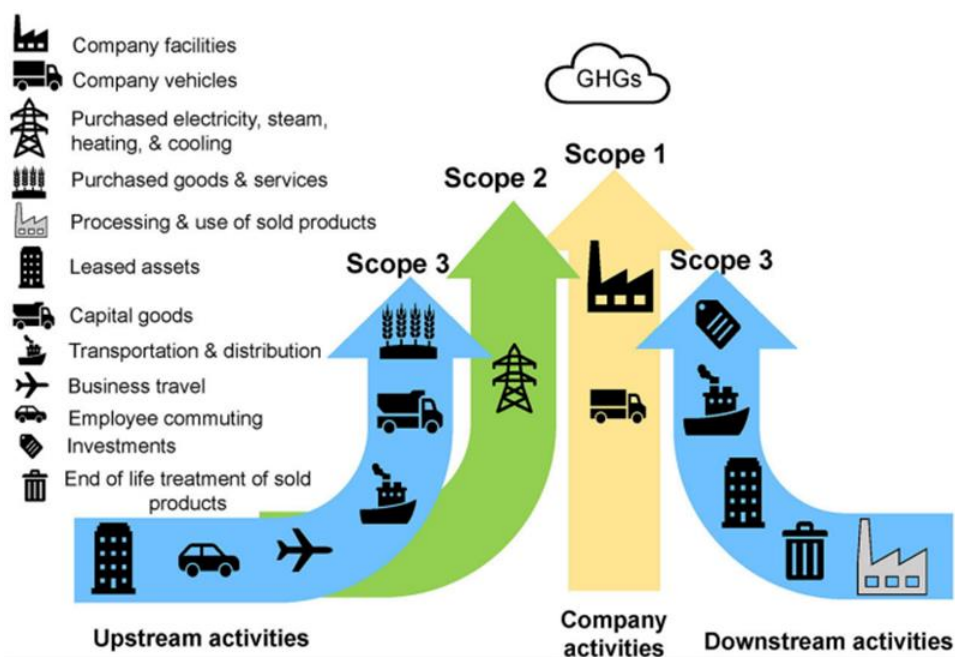 Company facilities
Company vehicles
Purchased electricity, steam,
heating, & cooling
Purchased goods & services
Processing & use of sold products
Leased assets
Capital goods
Transportation & distribution
Business travel
Employee commuting
Investments
End of life treatment of sold
products
GHGs
Scope 1
Scope 2
Scope 3
Scope 3
Upstream activities
Company
activities
Downstream activities